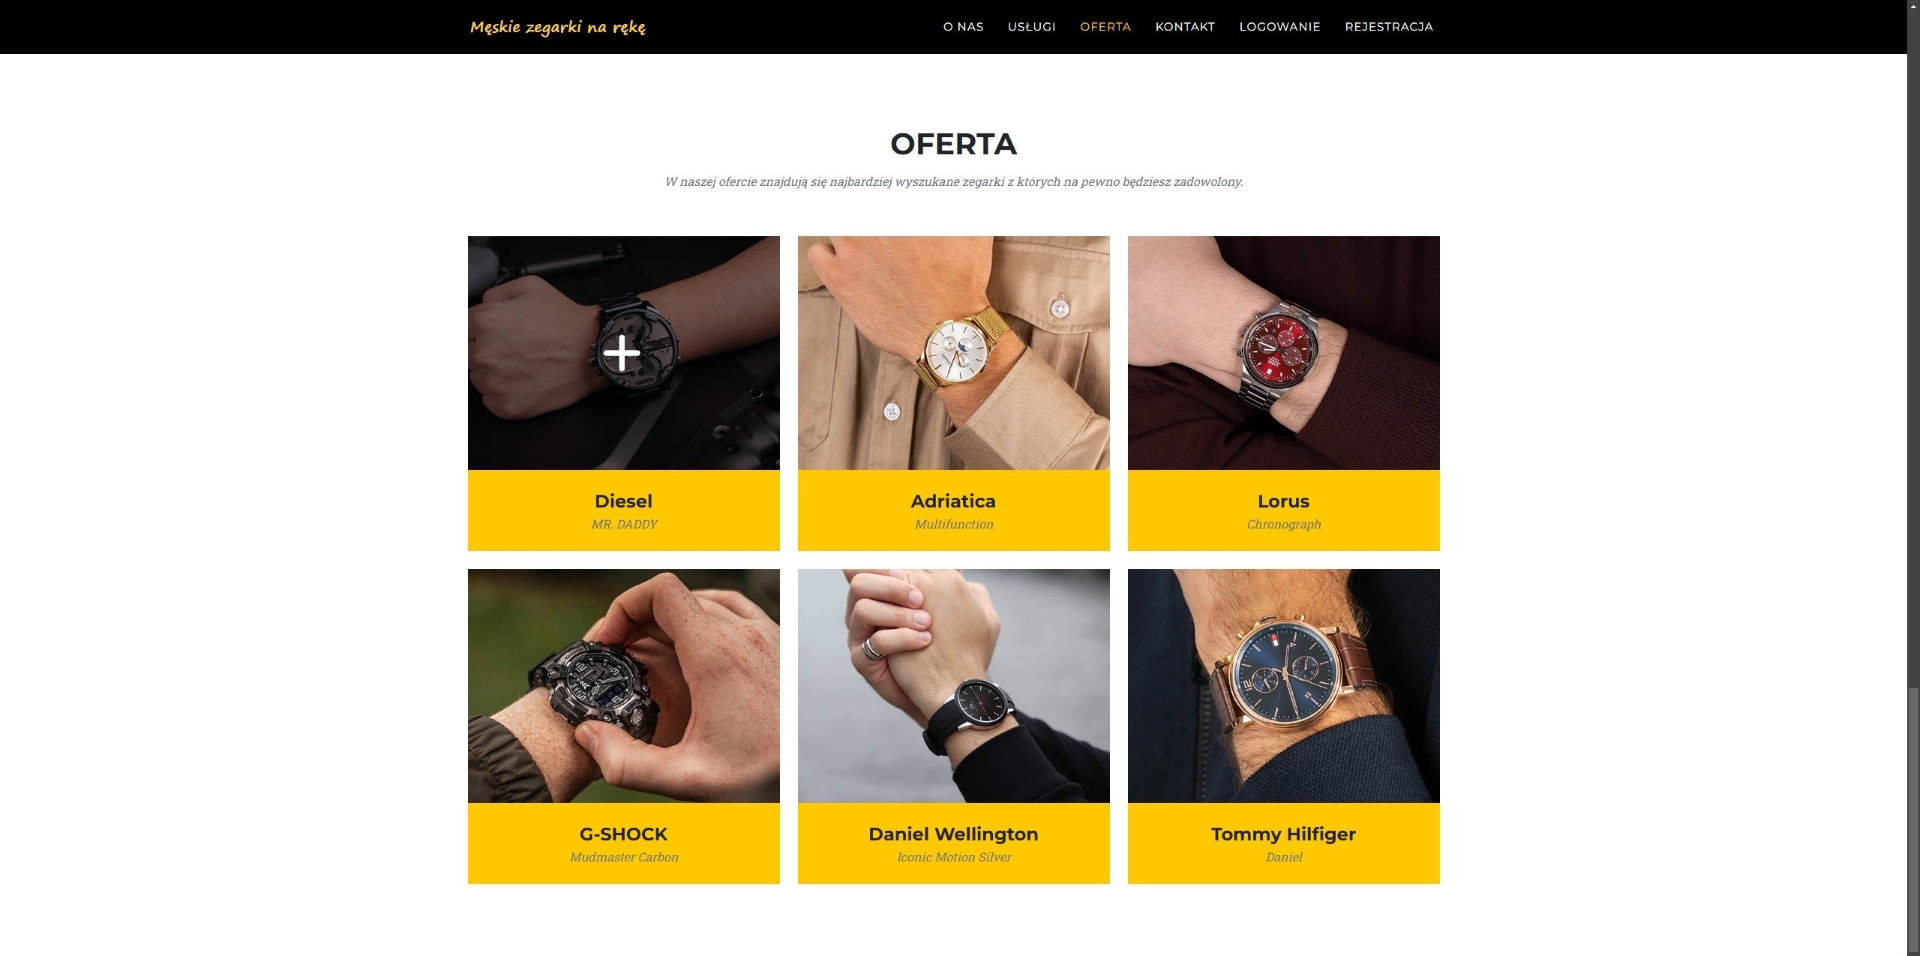 Męskie zegarki na rękę
O NAS USŁUGI OFERTA KONTAKT LOGOWANIE REJESTRACJA
OFERTA
W naszej ofercie znajdują się najbardziej wyszukane zegarki z których na pewno będziesz zadowolony.
Diesel
MR. DADDY
Adriatica
Multifunction
Lorus
Chronograph
G-SHOCK
Mudmaster Carbon
Daniel Wellington
Iconic Motion Silver
Tommy Hilfiger
Daniel